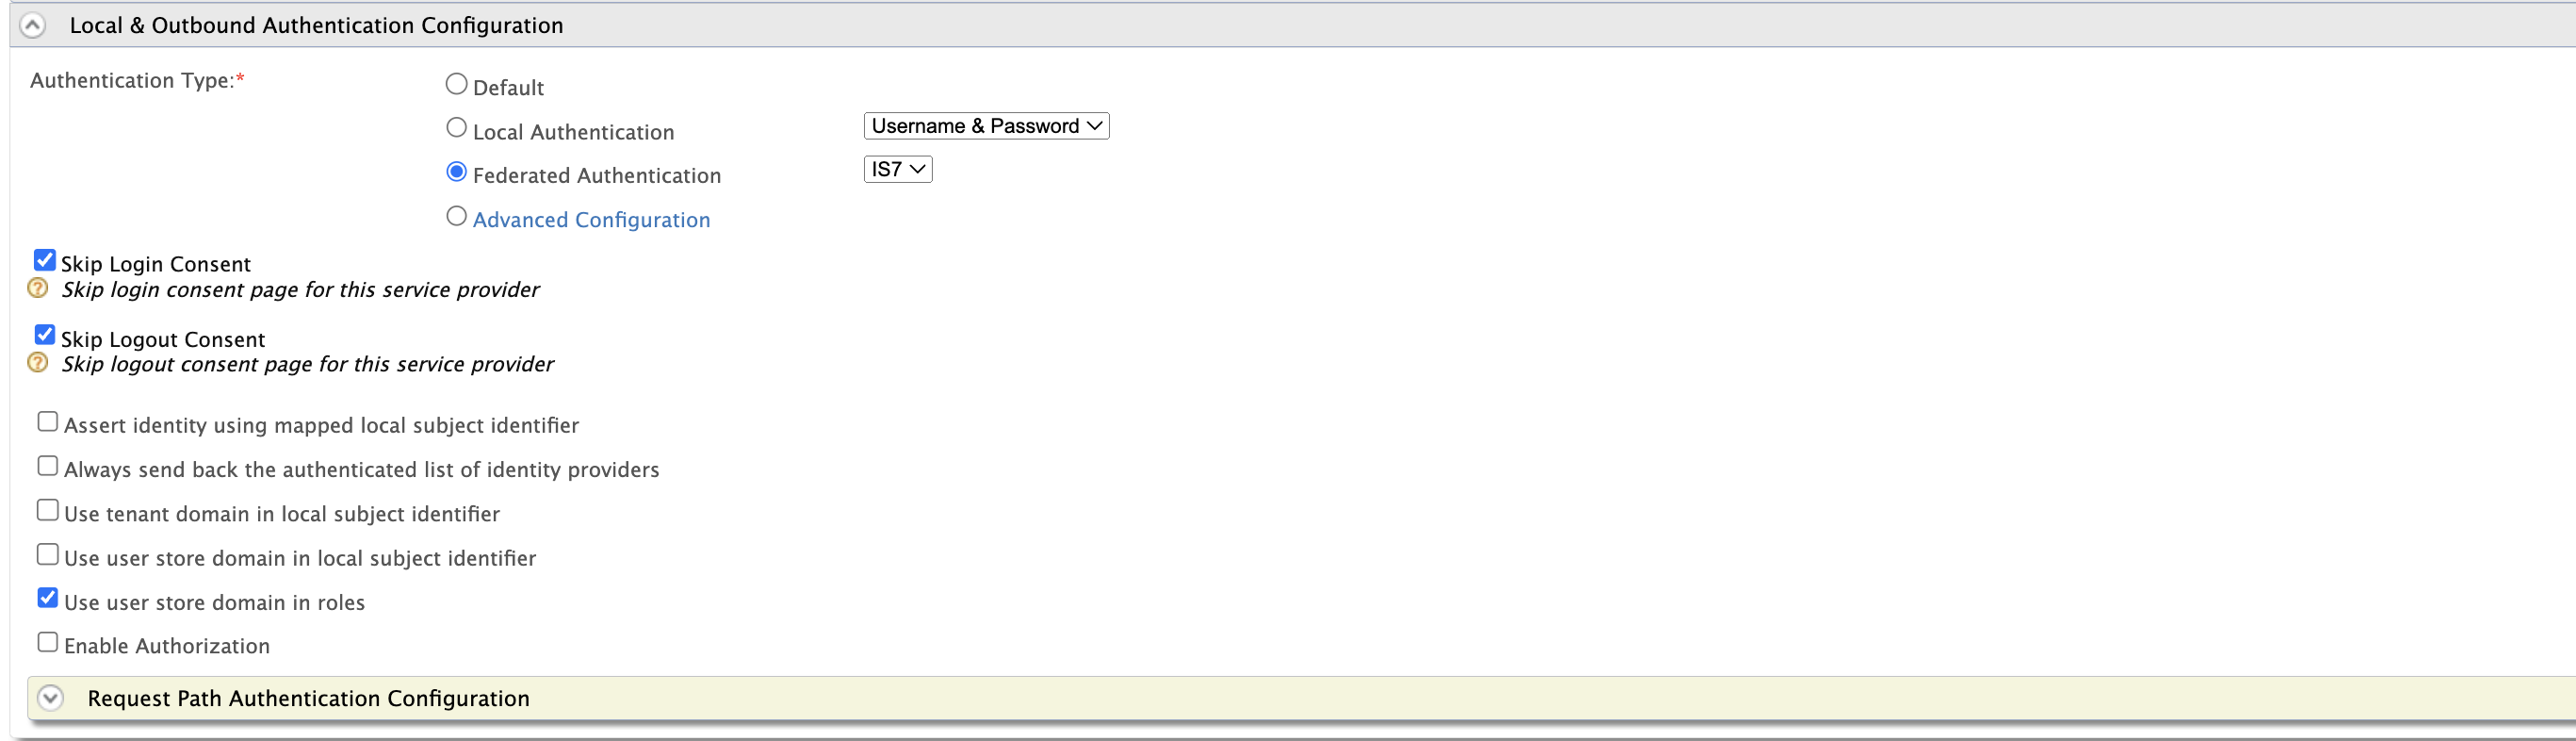 Local & Outbound Authentication Configuration
Authentication Type:*
Default
Local Authentication
Username & Password
Federated Authentication
IS7
Advanced Configuration
Skip Login Consent
? Skip login consent page for this service provider
Skip Logout Consent
? Skip logout consent page for this service provider
Assert identity using mapped local subject identifier
Always send back the authenticated list of identity providers
Use tenant domain in local subject identifier
Use user store domain in local subject identifier
Use user store domain in roles
Enable Authorization
Request Path Authentication Configuration